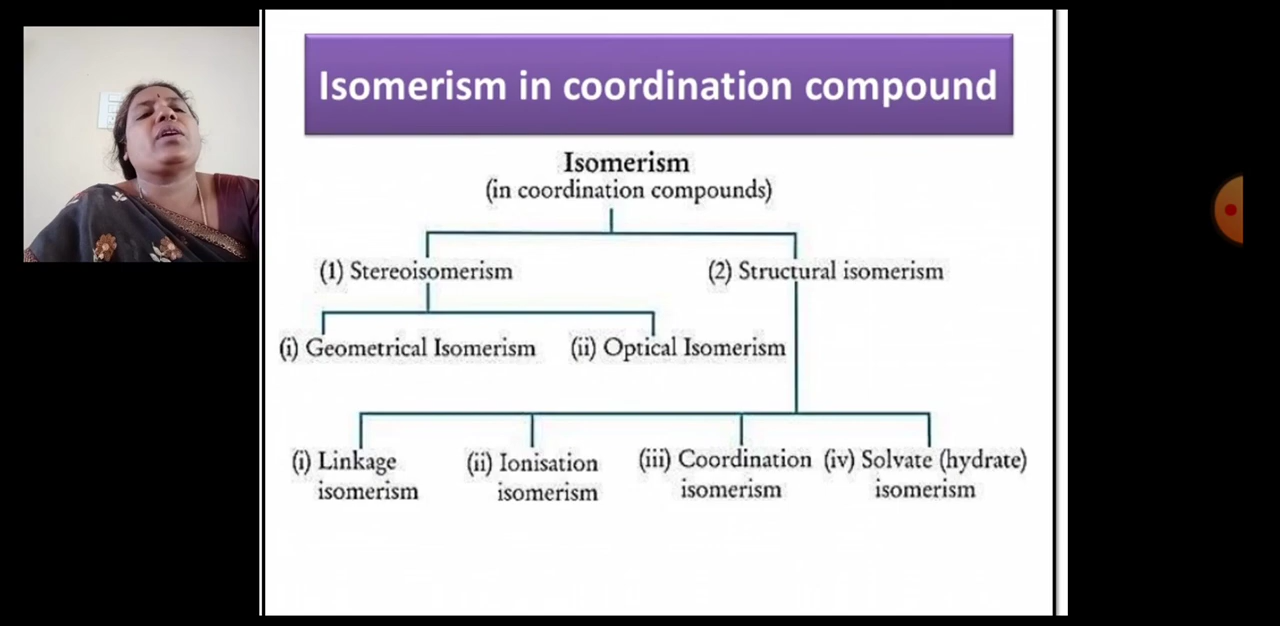 Isomerism in coordination compound
Isomerism
(in coordination compounds)
(1) Stereoisomerism
(2) Structural isomerism
(i) Geometrical Isomerism
(ii) Optical Isomerism
(i) Linkage
isomerism
(ii) Ionisation
isomerism
(iii) Coordination
isomerism
(iv) Solvate (hydrate)
isomerism